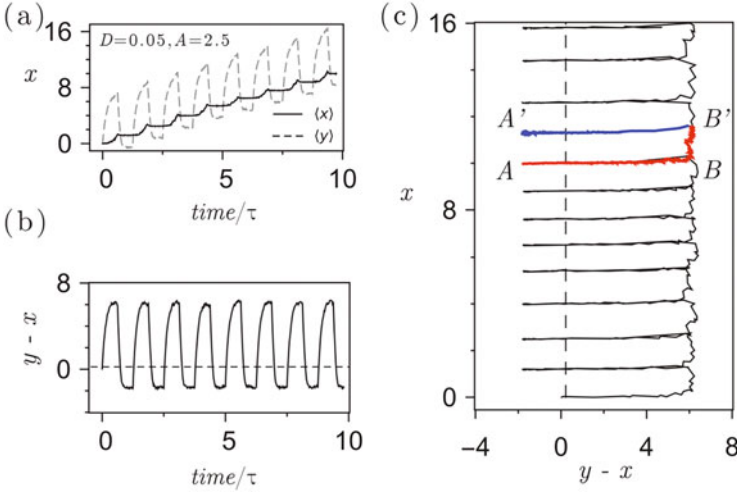 (a)
16
8
0
x
D=0.05, A=2.5
⟨x⟩
⟨y⟩
0
5
10
time/τ
(b)
8
0
y - x
0
5
10
time/τ
(c)
16
8
0
x
A'
B'
A
B
−4
0
4
8
y - x